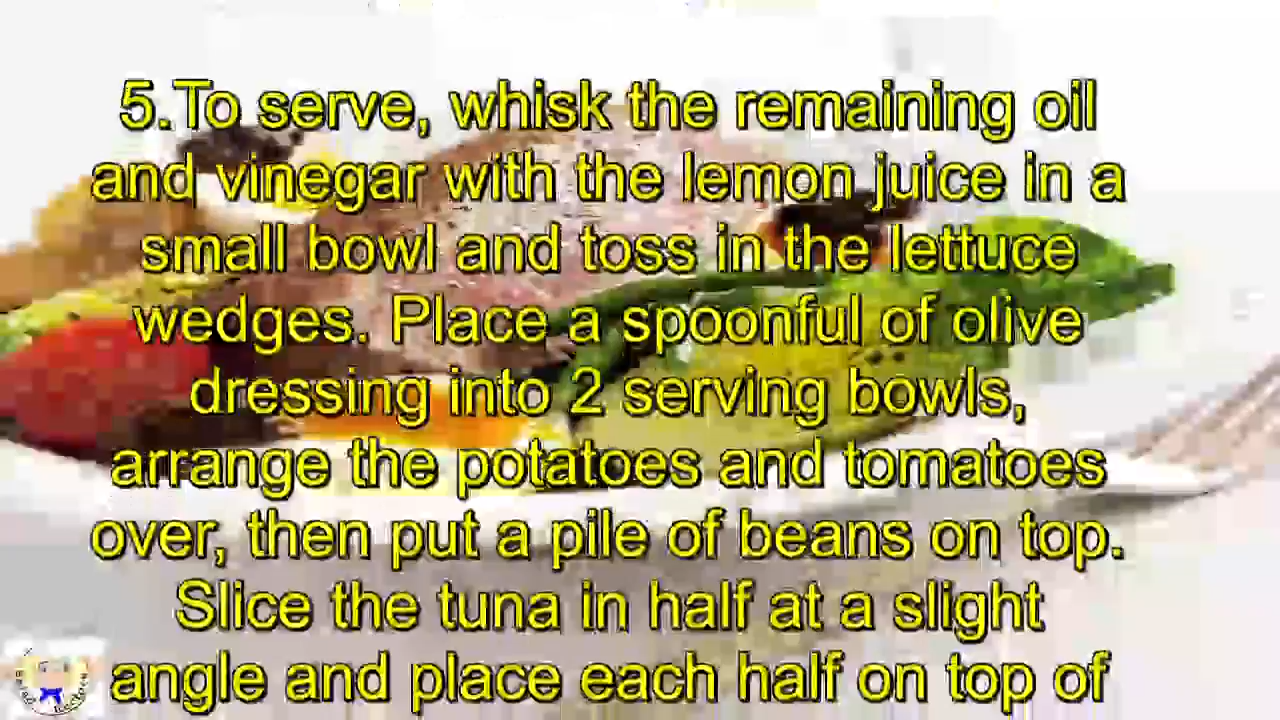 5.To serve, whisk the remaining oil
and vinegar with the lemon juice in a
small bowl and toss in the lettuce
wedges. Place a spoonful of olive
dressing into 2 serving bowls,
arrange the potatoes and tomatoes
over, then put a pile of beans on top.
Slice the tuna in half at a slight
angle and place each half on top of